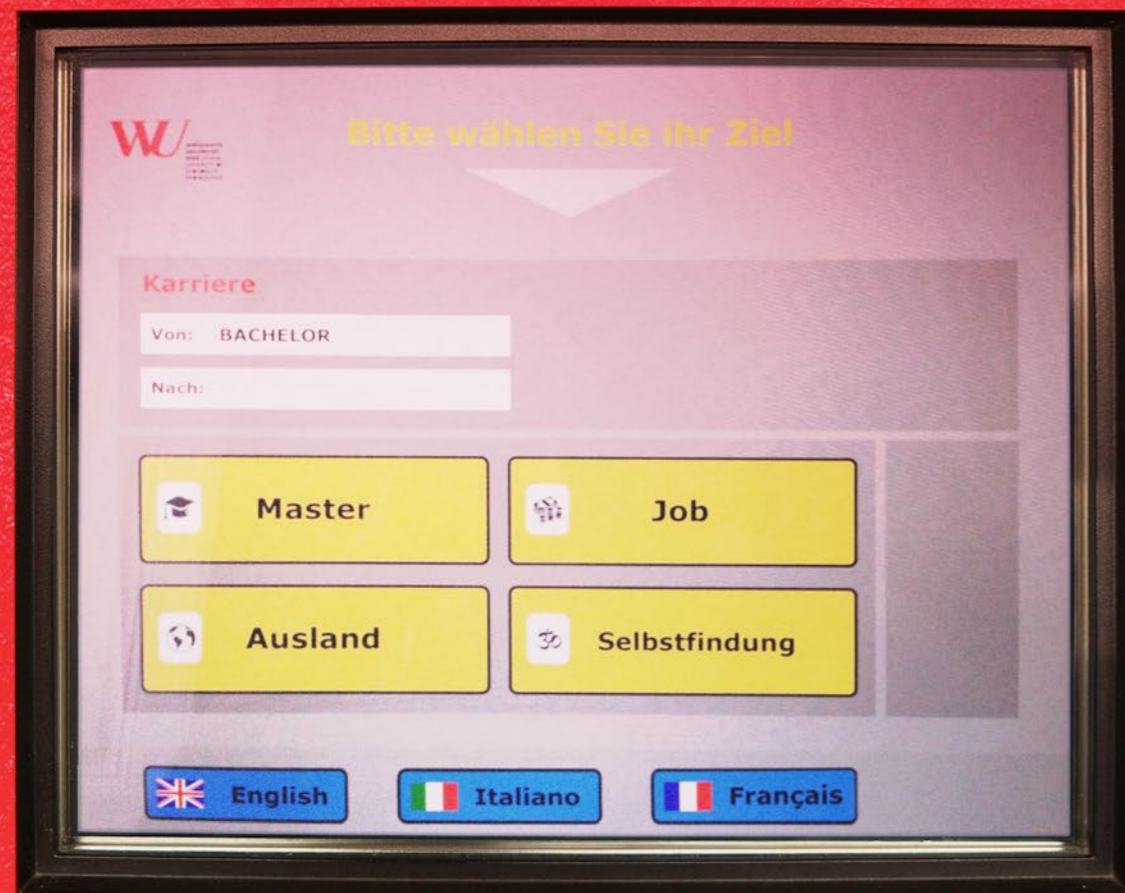 WU
Bitte wählen Sie ihr Ziel
Karriere
Von: BACHELOR
Nach:
Master
Job
Ausland
Selbstfindung
English
Italiano
Français